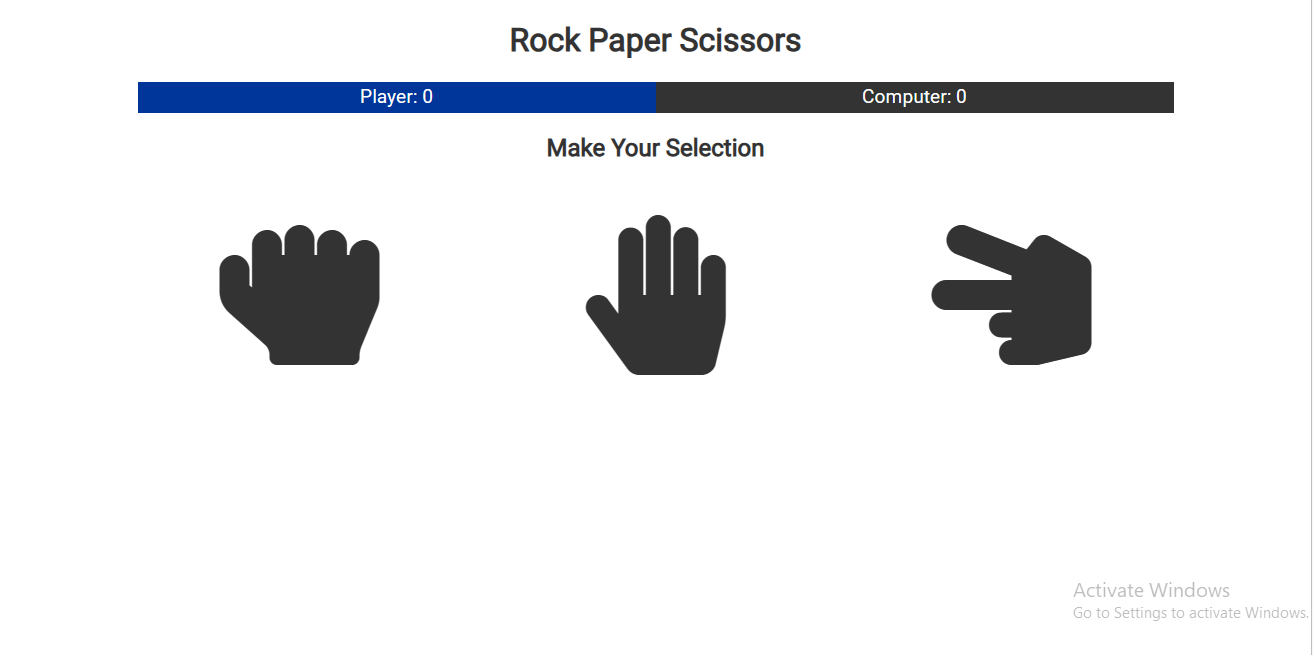 Rock Paper Scissors
Player: 0
Computer: 0
Make Your Selection
Activate Windows
Go to Settings to activate Windows.